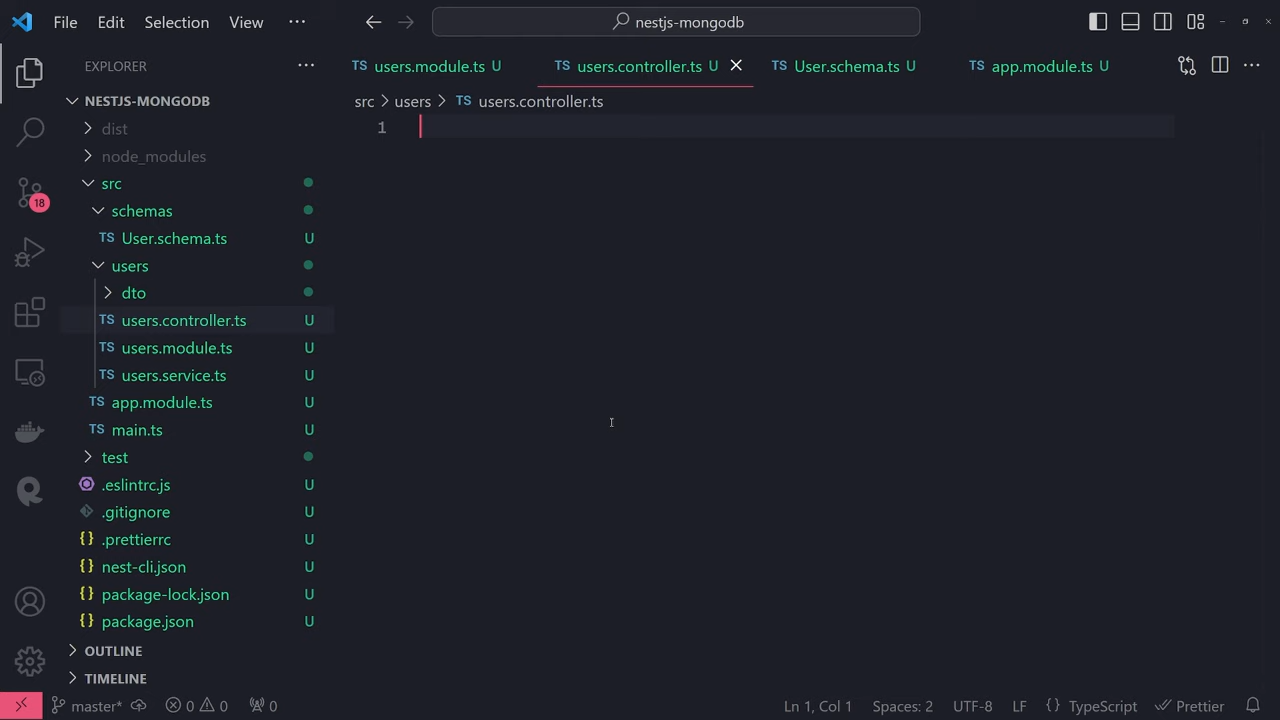 File Edit Selection View ··· nestjs-mongodb
EXPLORER ···
NESTJS-MONGODB
dist
node_modules
src
schemas
TS User.schema.ts U
users
dto
TS users.controller.ts U
TS users.module.ts U
TS users.service.ts U
TS app.module.ts U
TS main.ts U
test
.eslintrc.js U
.gitignore U
.prettierrc U
{} nest-cli.json U
{} package-lock.json U
{} package.json U
OUTLINE
TIMELINE
18
TS users.module.ts U TS users.controller.ts U TS User.schema.ts U TS app.module.ts U ···
src > users > TS users.controller.ts
1
master* 0 0 0 Ln 1, Col 1 Spaces: 2 UTF-8 LF {} TypeScript Prettier